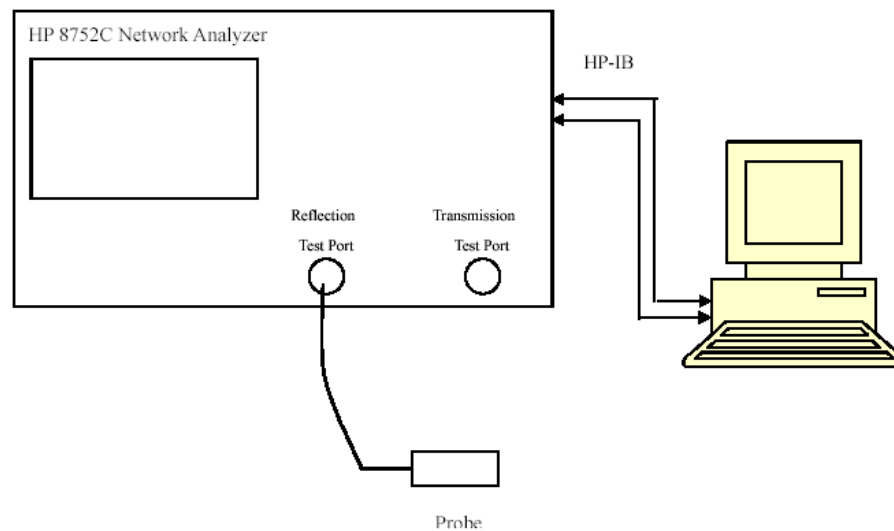 HP 8752C Network Analyzer
HP-IB
Reflection
Test Port
Transmission
Test Port
Probe